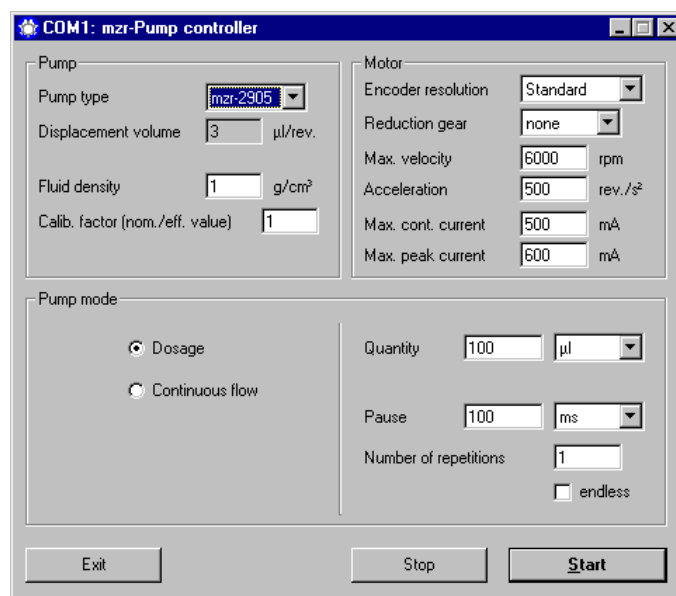 COM1: mzr-Pump controller
Pump
Pump type mzr-2905
Displacement volume 3 µl/rev.
Fluid density 1 g/cm³
Calib. factor (nom./eff. value) 1
Motor
Encoder resolution Standard
Reduction gear none
Max. velocity 6000 rpm
Acceleration 500 rev./s²
Max. cont. current 500 mA
Max. peak current 600 mA
Pump mode
Dosage
Continuous flow
Quantity 100 µl
Pause 100 ms
Number of repetitions 1
endless
Exit Stop Start